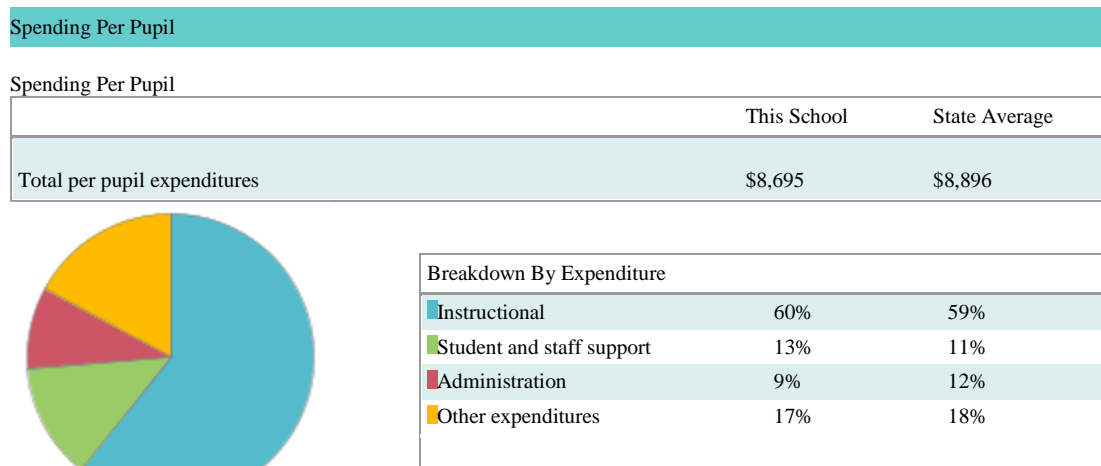 Spending Per Pupil
Spending Per Pupil
This School State Average
Total per pupil expenditures $8,695 $8,896
Breakdown By Expenditure
Instructional 60% 59%
Student and staff support 13% 11%
Administration 9% 12%
Other expenditures 17% 18%